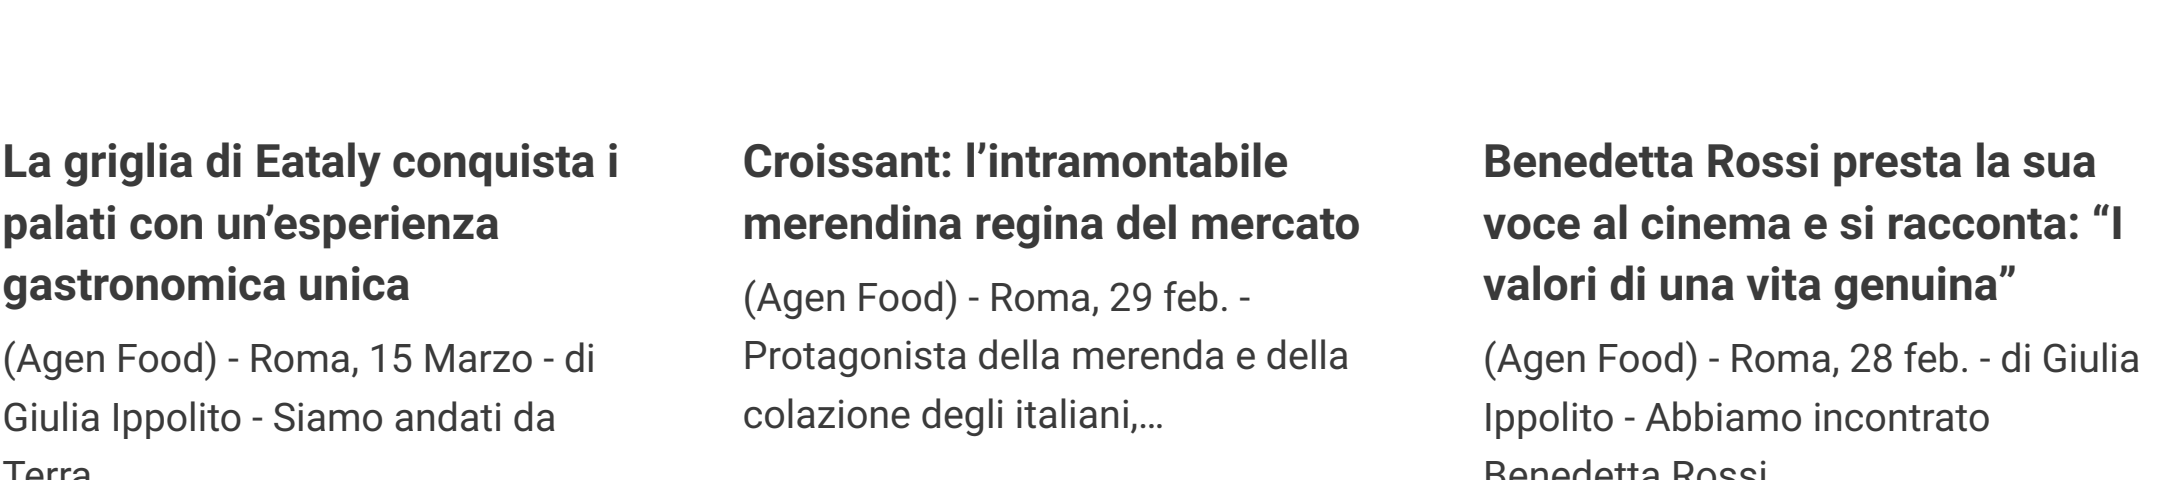 La griglia di Eataly conquista i
palati con un’esperienza
gastronomica unica
(Agen Food) - Roma, 15 Marzo - di
Giulia Ippolito - Siamo andati da
Terra
Croissant: l’intramontabile
merendina regina del mercato
(Agen Food) - Roma, 29 feb. -
Protagonista della merenda e della
colazione degli italiani,...
Benedetta Rossi presta la sua
voce al cinema e si racconta: “I
valori di una vita genuina”
(Agen Food) - Roma, 28 feb. - di Giulia
Ippolito - Abbiamo incontrato
Benedetta Rossi